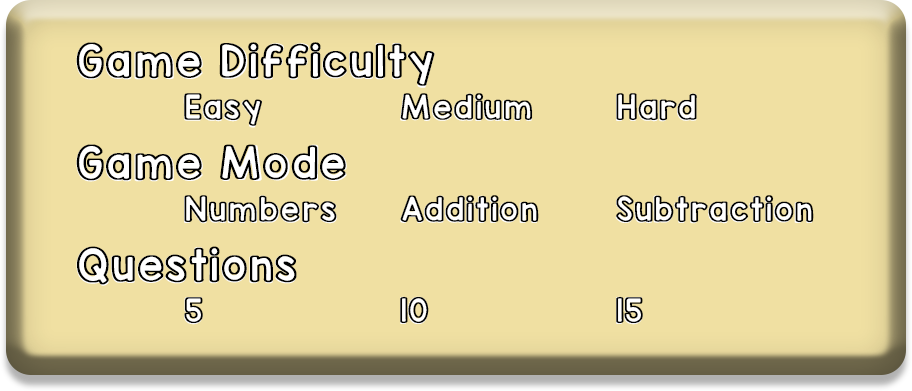 Game Difficulty
Easy Medium Hard
Game Mode
Numbers Addition Subtraction
Questions
5 10 15